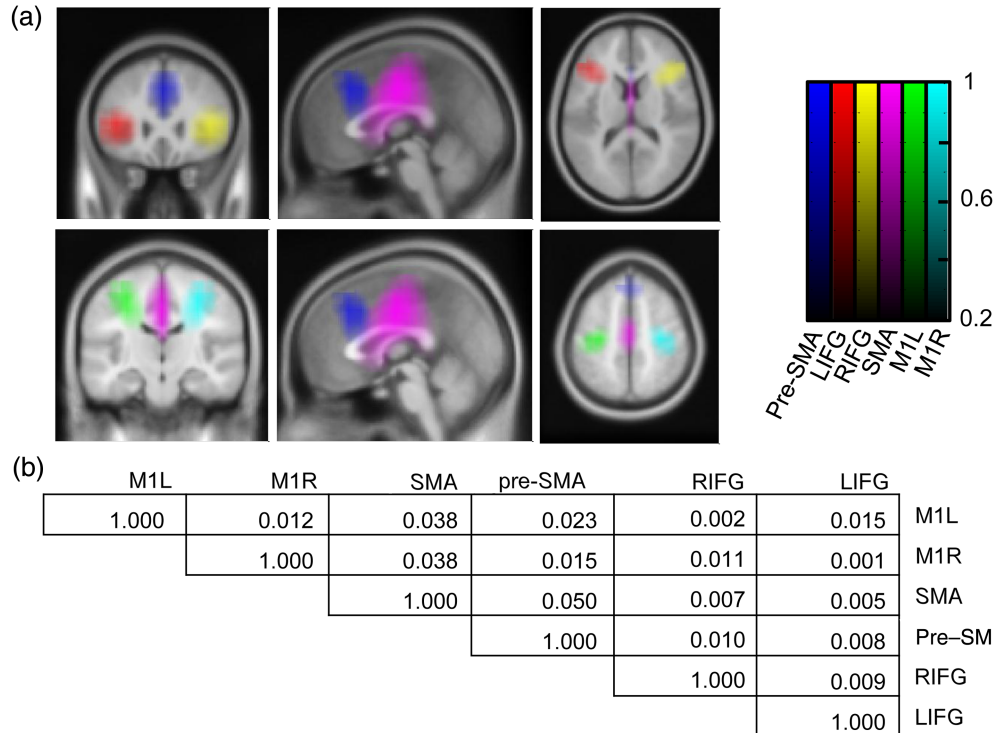 (a)
1
0.6
0.2
Pre-SMA
LIFG
RIFG
SMA
M1L
M1R
(b)
M1L M1R SMA pre-SMA RIFG LIFG
1.000 0.012 0.038 0.023 0.002 0.015 M1L
1.000 0.038 0.015 0.011 0.001 M1R
1.000 0.050 0.007 0.005 SMA
1.000 0.010 0.008 Pre–SM
1.000 0.009 RIFG
1.000 LIFG